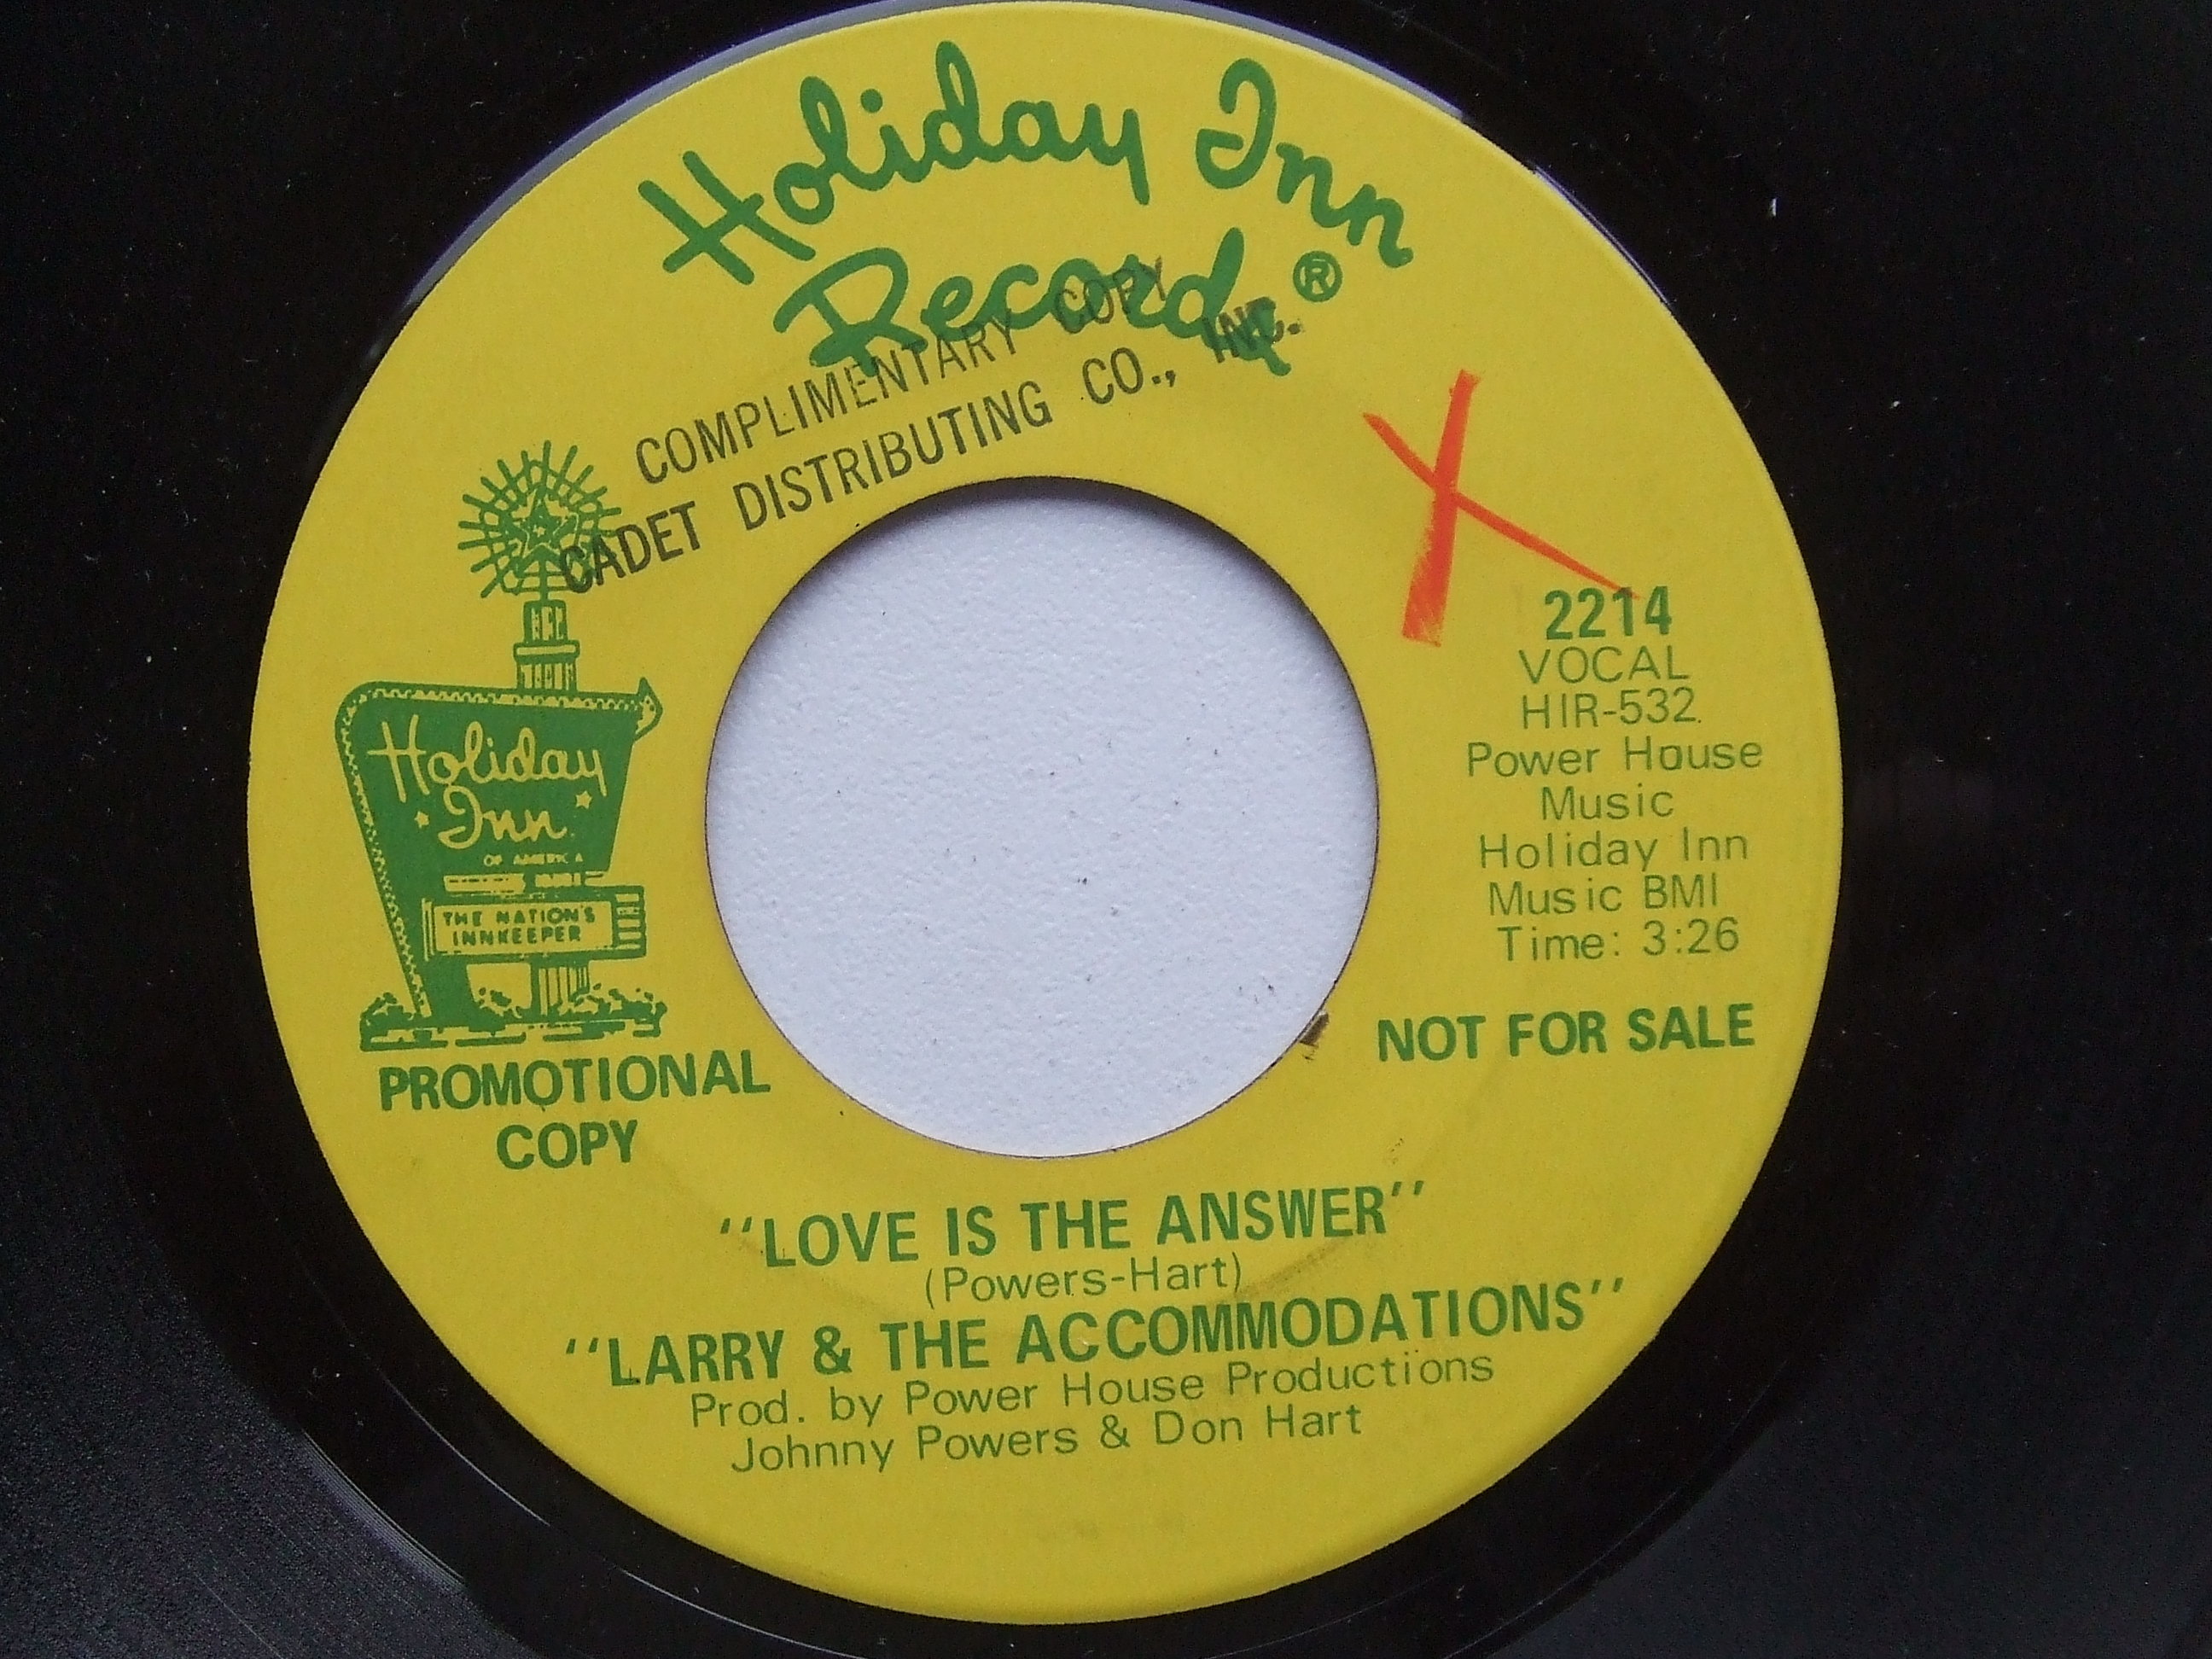 Holiday Inn
Records®
COMPLIMENTARY COPY
CADET DISTRIBUTING CO., INC.
Holiday
Inn
OF AMERICA
THE NATION'S
INNKEEPER
PROMOTIONAL
COPY
2214
VOCAL
HIR-532
Power House
Music
Holiday Inn
Music BMI
Time: 3:26
NOT FOR SALE
"LOVE IS THE ANSWER"
(Powers-Hart)
"LARRY & THE ACCOMMODATIONS"
Prod. by Power House Productions
Johnny Powers & Don Hart